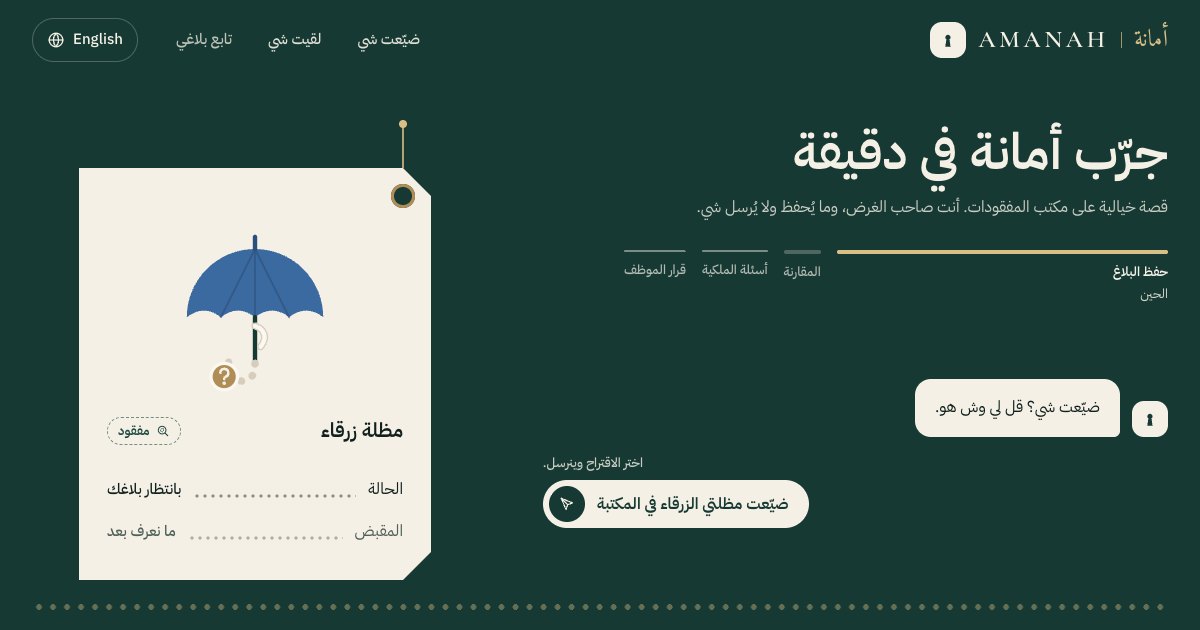 أمانة | AMANAH
ضيّعت شي
لقيت شي
تابع بلاغي
English
جرّب أمانة في دقيقة
قصة خيالية على مكتب المفقودات. أنت صاحب الغرض، وما يُحفظ ولا يُرسل شي.
حفظ البلاغ
الحين
المقارنة
أسئلة الملكية
قرار الموظف
ضيّعت شي؟ قل لي وش هو.
اختر الاقتراح وينرسل.
ضيّعت مظلتي الزرقاء في المكتبة
?
مظلة زرقاء
مفقود
الحالة بانتظار بلاغك
المقبض ما نعرف بعد